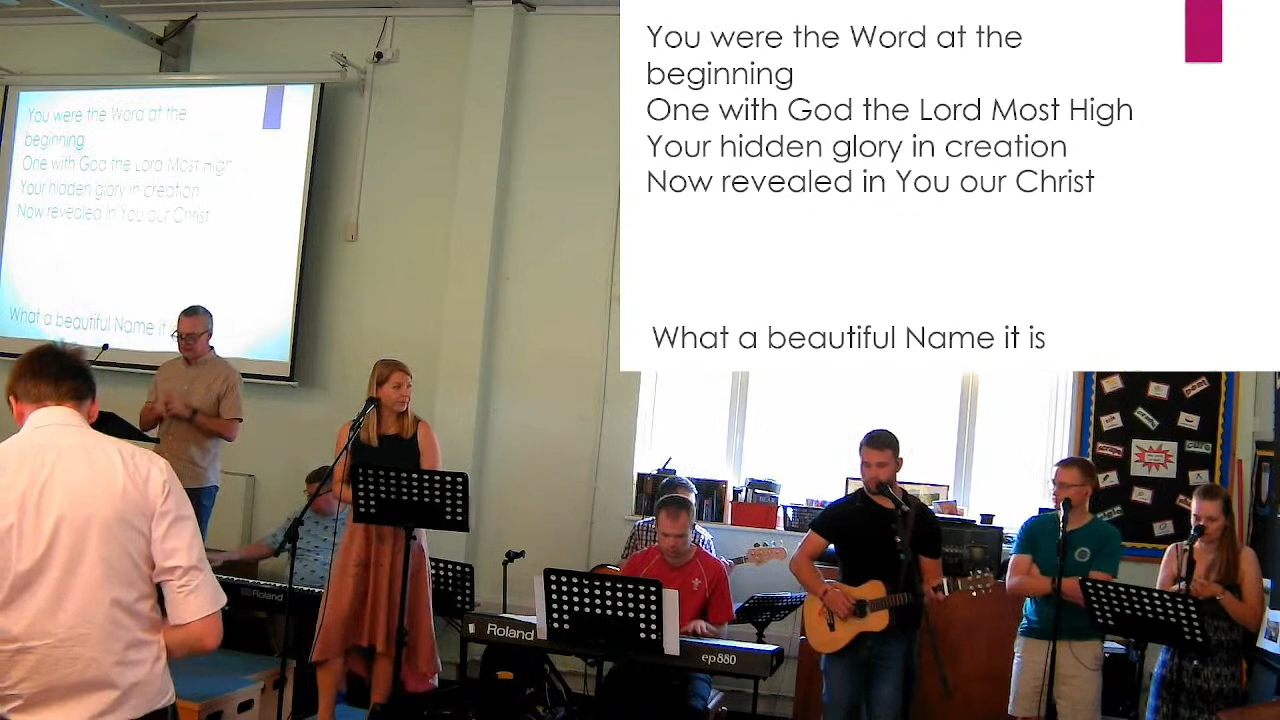 You were the Word at the
beginning
One with God the Lord Most High
Your hidden glory in creation
Now revealed in You our Christ
What a beautiful Name it is
You were the Word at the
beginning
One with God the Lord Most High
Your hidden glory in creation
Now revealed in You our Christ
What a beautiful Name it
Roland
Roland
ep880